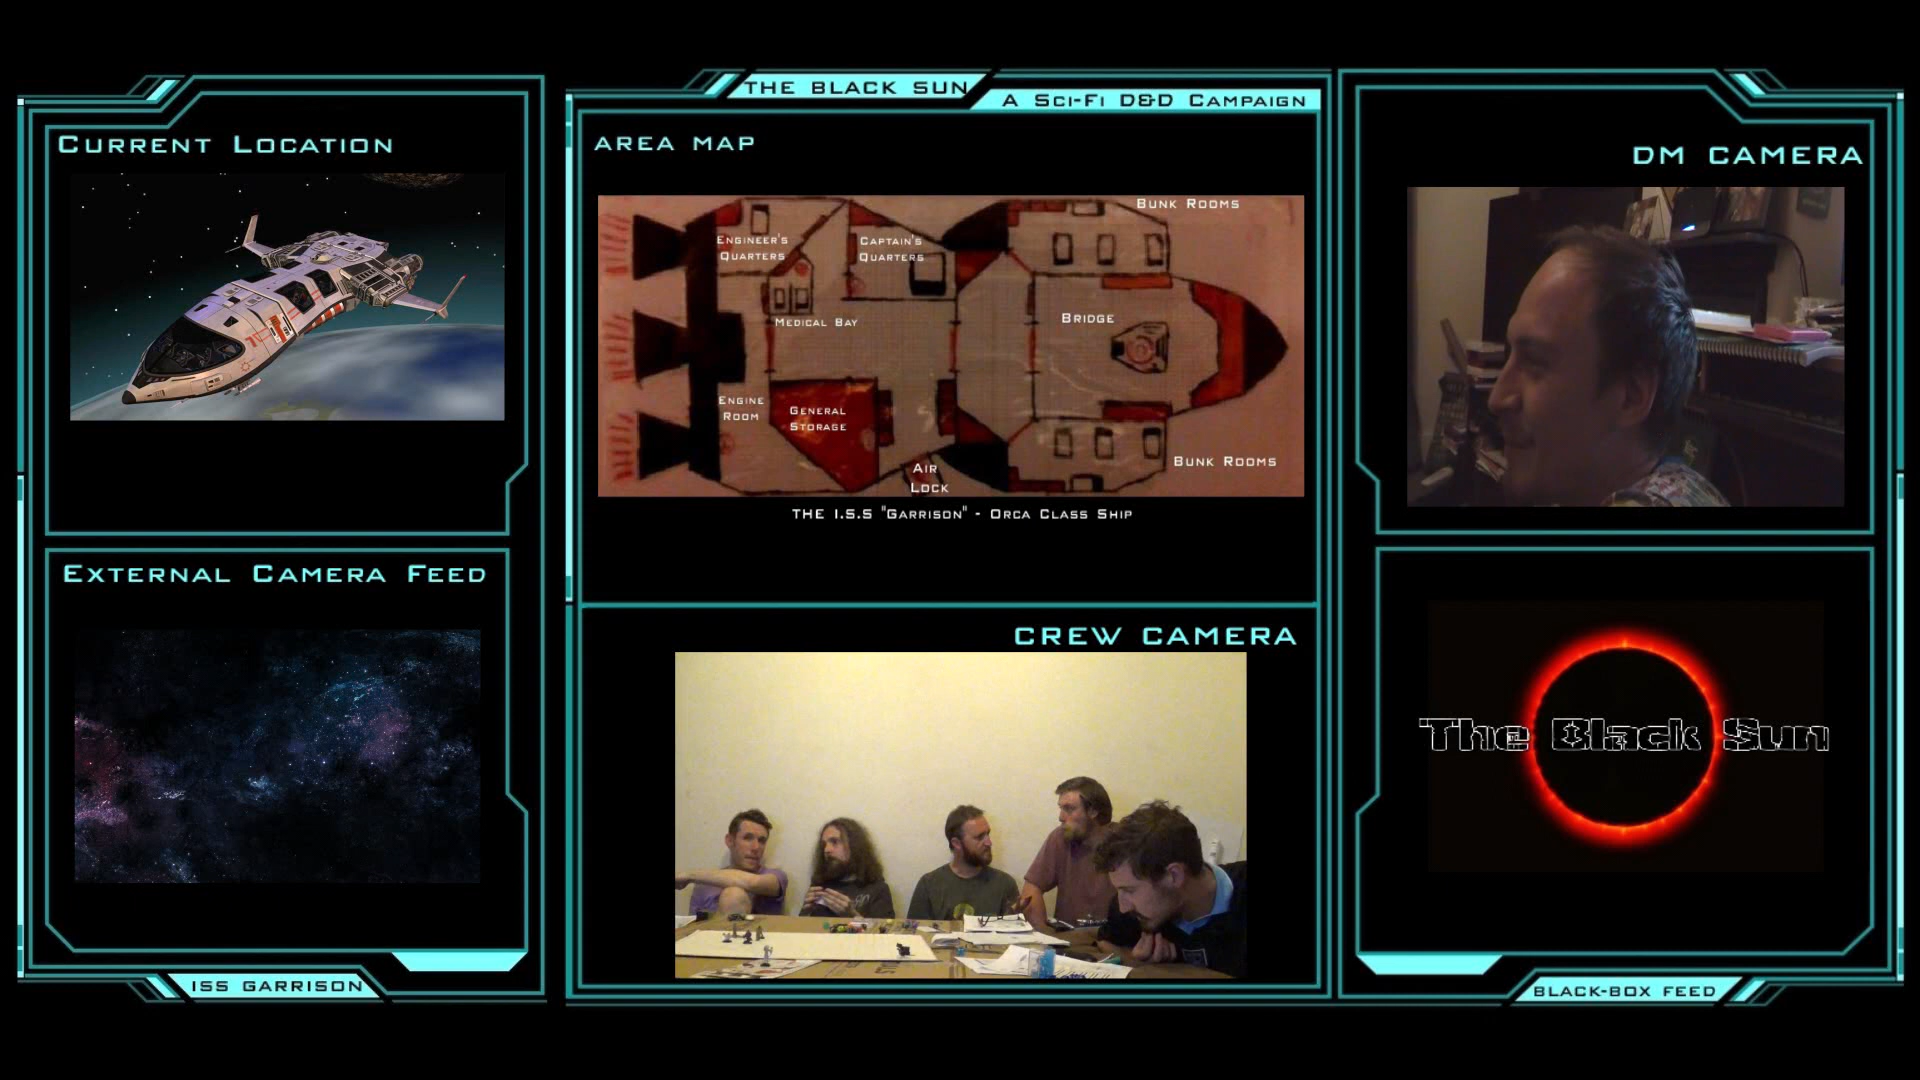 THE BLACK SUN
A Sci-Fi D&D Campaign
Current Location
AREA MAP
DM CAMERA
Bunk Rooms
Engineer's
Quarters
Captain's
Quarters
Medical Bay
Bridge
Engine
Room
General
Storage
Air
Lock
Bunk Rooms
THE I.S.S "Garrison" - Orca Class Ship
External Camera Feed
CREW CAMERA
The Black Sun
ISS GARRISON
BLACK-BOX FEED